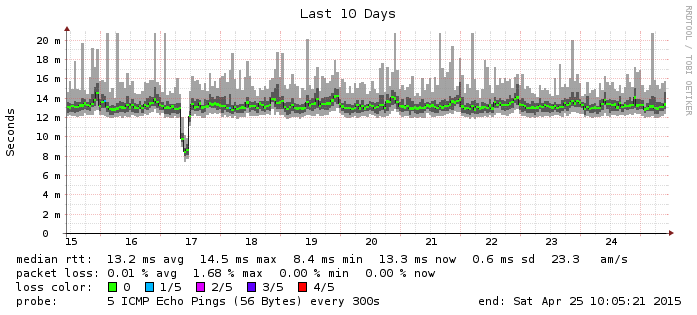 Last 10 Days
RRDTOOL / TOBI OETIKER
Seconds
20 m
18 m
16 m
14 m
12 m
10 m
8 m
6 m
4 m
2 m
0
15 16 17 18 19 20 21 22 23 24
median rtt: 13.2 ms avg 14.5 ms max 8.4 ms min 13.3 ms now 0.6 ms sd 23.3 am/s
packet loss: 0.01 % avg 1.68 % max 0.00 % min 0.00 % now
loss color: 0 1/5 2/5 3/5 4/5
probe: 5 ICMP Echo Pings (56 Bytes) every 300s end: Sat Apr 25 10:05:21 2015